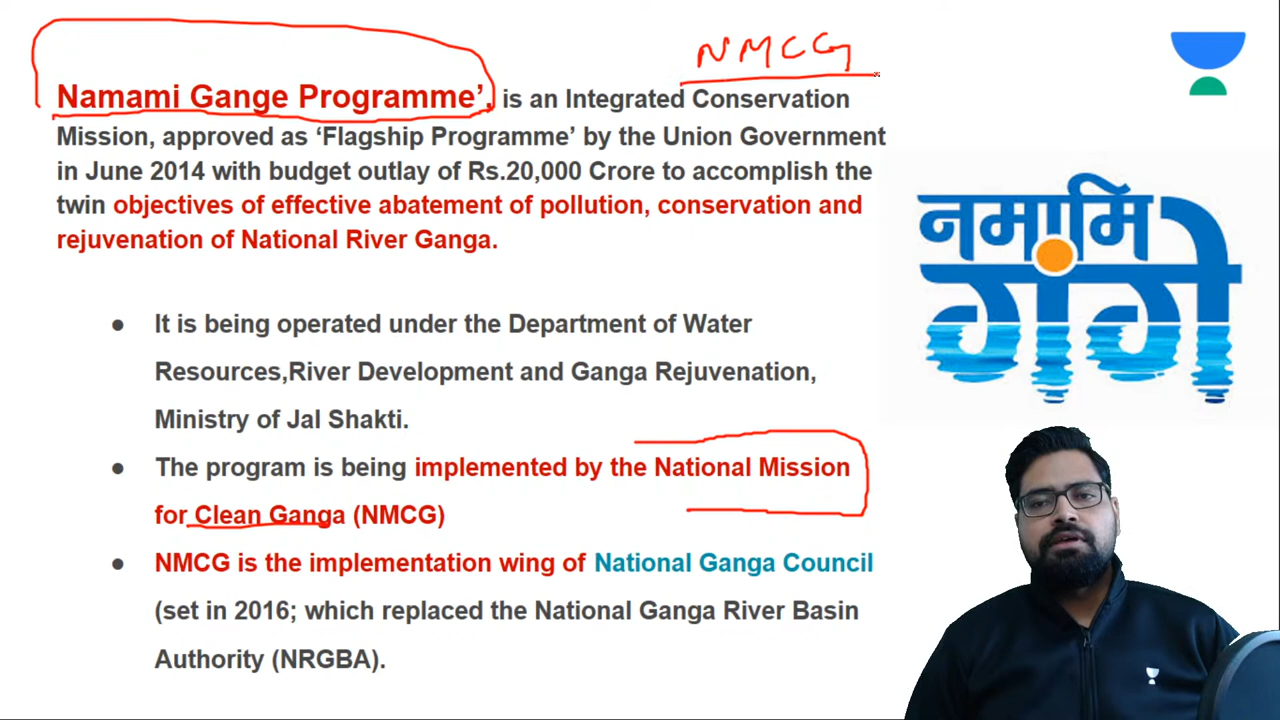 NMCG
Namami Gange Programme’, is an Integrated Conservation
Mission, approved as ‘Flagship Programme’ by the Union Government
in June 2014 with budget outlay of Rs.20,000 Crore to accomplish the
twin objectives of effective abatement of pollution, conservation and
rejuvenation of National River Ganga.
नमामि
गंगे
● It is being operated under the Department of Water
Resources,River Development and Ganga Rejuvenation,
Ministry of Jal Shakti.
● The program is being implemented by the National Mission
for Clean Ganga (NMCG)
● NMCG is the implementation wing of National Ganga Council
(set in 2016; which replaced the National Ganga River Basin
Authority (NRGBA).